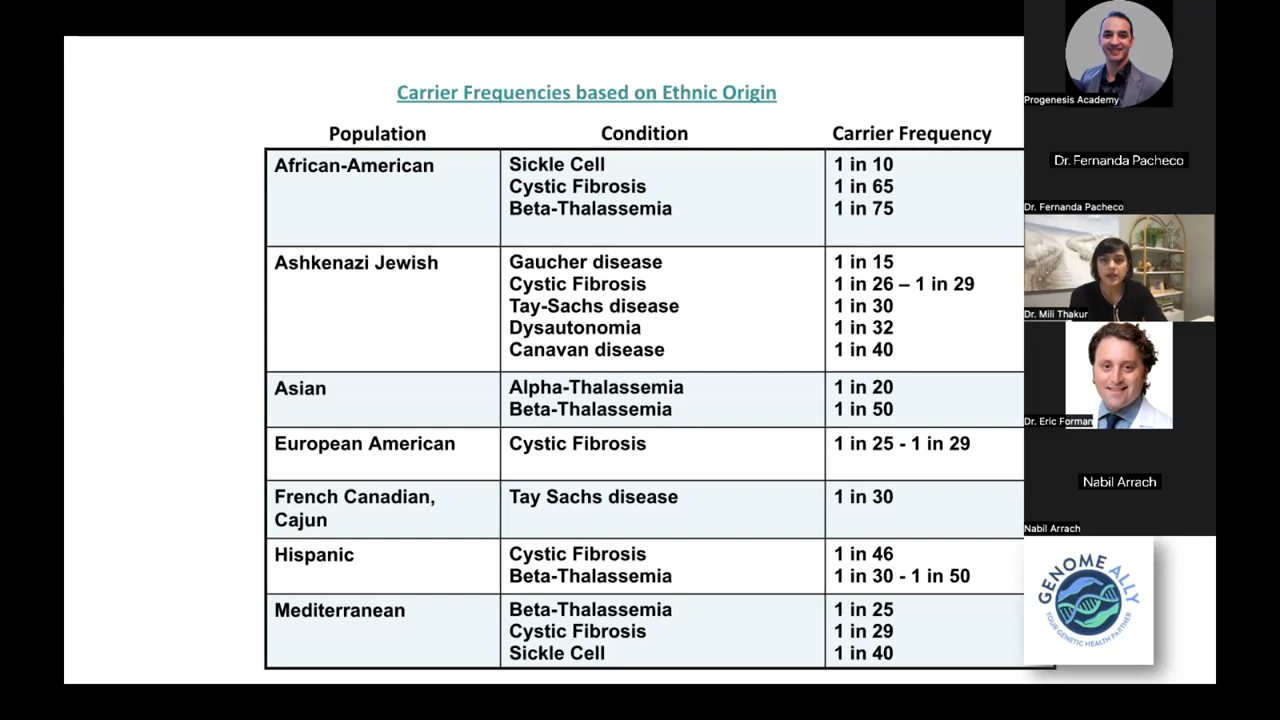 Carrier Frequencies based on Ethnic Origin
Population Condition Carrier Frequency
African-American Sickle Cell 1 in 10
Cystic Fibrosis 1 in 65
Beta-Thalassemia 1 in 75
Ashkenazi Jewish Gaucher disease 1 in 15
Cystic Fibrosis 1 in 26 – 1 in 29
Tay-Sachs disease 1 in 30
Dysautonomia 1 in 32
Canavan disease 1 in 40
Asian Alpha-Thalassemia 1 in 20
Beta-Thalassemia 1 in 50
European American Cystic Fibrosis 1 in 25 - 1 in 29
French Canadian, Tay Sachs disease 1 in 30
Cajun
Hispanic Cystic Fibrosis 1 in 46
Beta-Thalassemia 1 in 30 - 1 in 50
Mediterranean Beta-Thalassemia 1 in 25
Cystic Fibrosis 1 in 29
Sickle Cell 1 in 40
Progenesis Academy
Dr. Fernanda Pacheco
Dr. Fernanda Pacheco
Dr. Mili Thakur
Dr. Eric Forman
Nabil Arrach
Nabil Arrach
GENOME ALLY
YOUR GENETIC HEALTH PARTNER